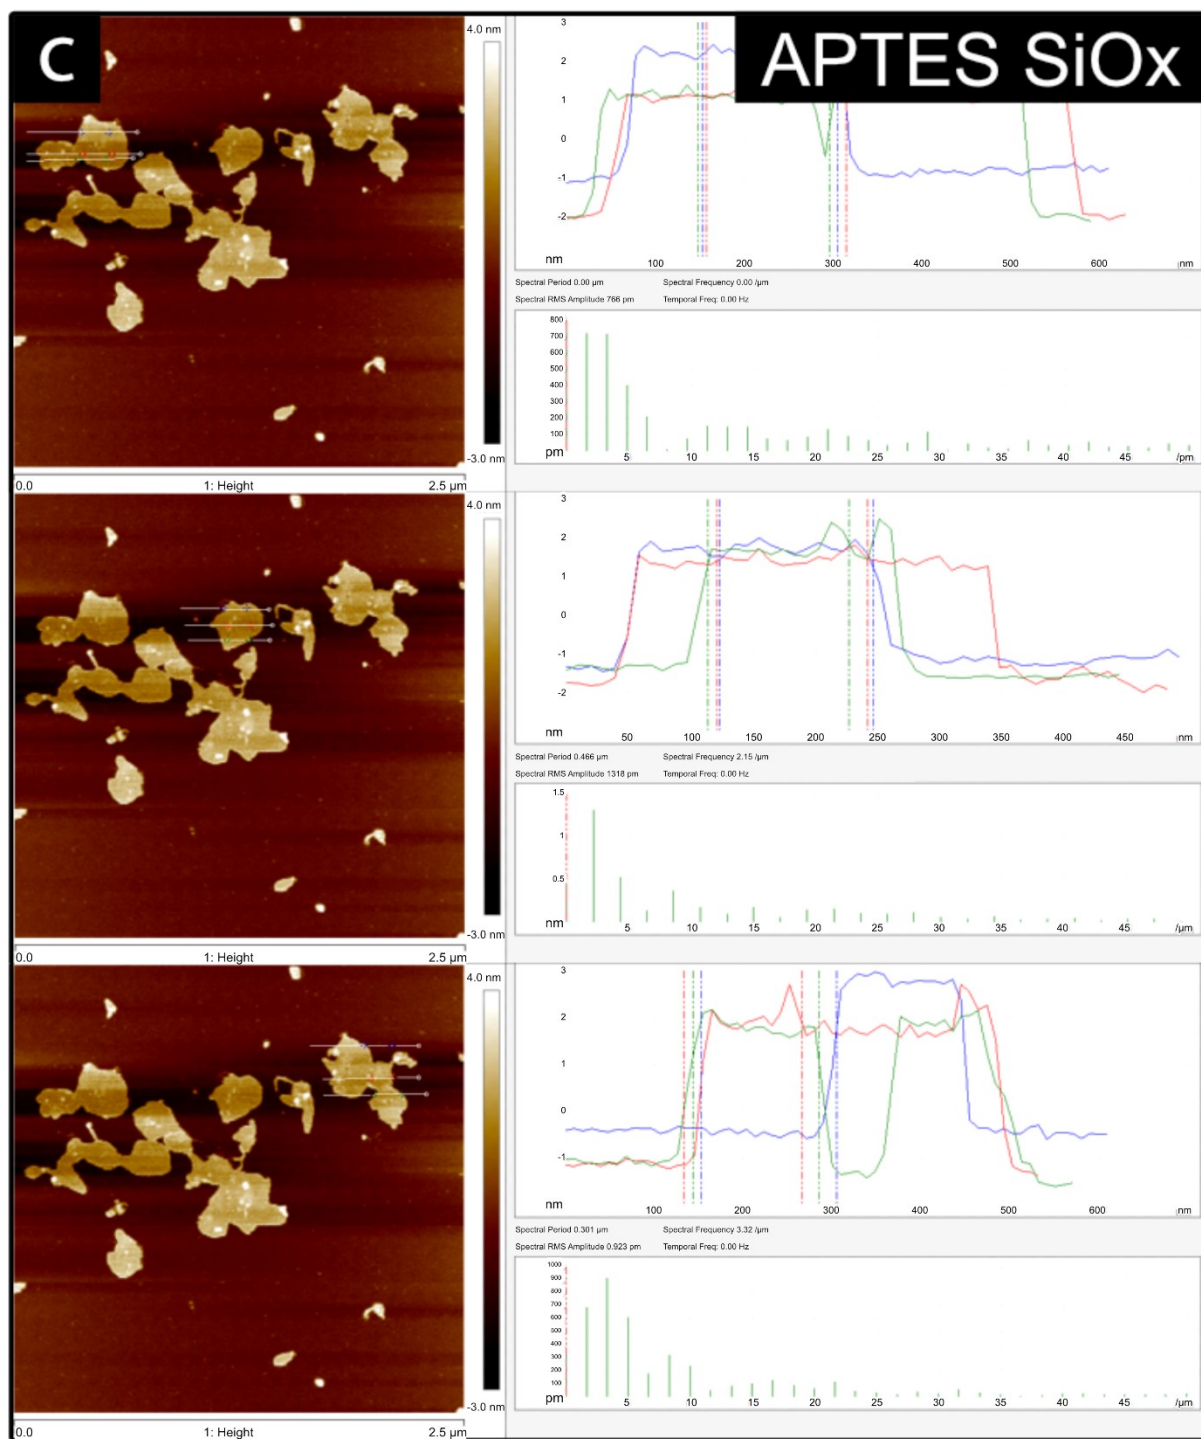 C
APTES SiOx
4.0 nm
-3.0 nm
0.0 1: Height 2.5 µm
3
2
1
0
-1
-2
nm 100 200 300 400 500 600 nm
Spectral Period 0.00 µm Spectral Frequency 0.00 /µm
Spectral RMS Amplitude 766 pm Temporal Freq: 0.00 Hz
800
700
600
500
400
300
200
100
pm 5 10 15 20 25 30 35 40 45 /pm
4.0 nm
-3.0 nm
0.0 1: Height 2.5 µm
3
2
1
0
-1
-2
nm 50 100 150 200 250 300 350 400 450 nm
Spectral Period 0.466 µm Spectral Frequency 2.15 /µm
Spectral RMS Amplitude 1318 pm Temporal Freq: 0.00 Hz
1.5
1
0.5
nm 5 10 15 20 25 30 35 40 45 /µm
4.0 nm
-3.0 nm
0.0 1: Height 2.5 µm
3
2
1
0
-1
nm 100 200 300 400 500 600 nm
Spectral Period 0.301 µm Spectral Frequency 3.32 /µm
Spectral RMS Amplitude 0.923 pm Temporal Freq: 0.00 Hz
1000
900
800
700
600
500
400
300
200
100
pm 5 10 15 20 25 30 35 40 45 /µm